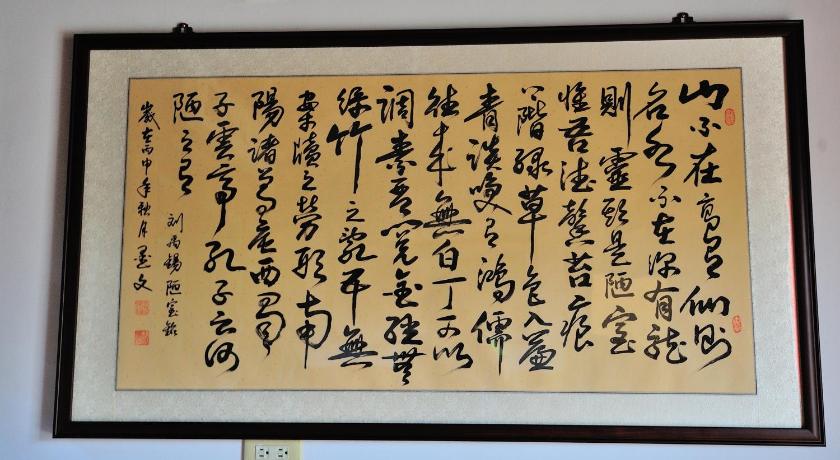 山不在高有仙則
名水不在深有龍
則靈斯是陋室
惟吾德馨苔痕
上階綠草色入簾
青談笑有鴻儒
往來無白丁可以
調素琴閱金經無
絲竹之亂耳無
案牘之勞形南
陽諸葛廬西蜀
子雲亭孔子云何
陋之有
刘禹錫陋室銘
歲在丙申年秋月墨文